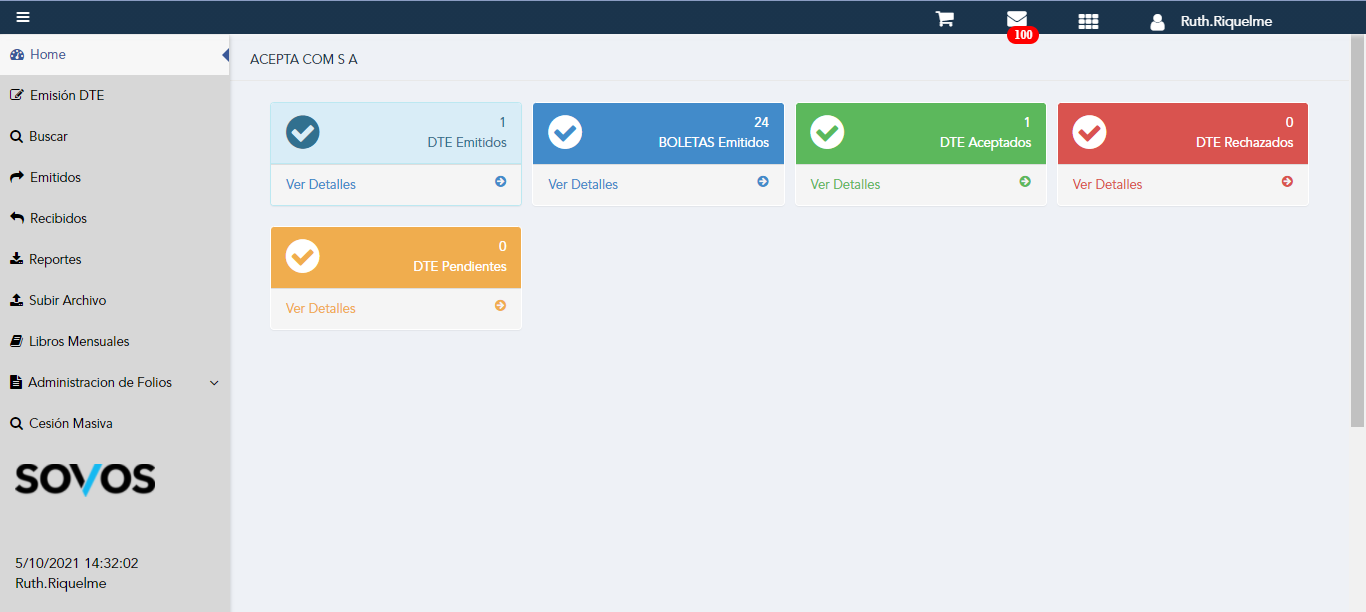 Ruth.Riquelme
100
Home
Emisión DTE
Buscar
Emitidos
Recibidos
Reportes
Subir Archivo
Libros Mensuales
Administracion de Folios
Cesión Masiva
SOVOS
5/10/2021 14:32:02
Ruth.Riquelme
ACEPTA COM S A
1
DTE Emitidos
Ver Detalles
24
BOLETAS Emitidos
Ver Detalles
1
DTE Aceptados
Ver Detalles
0
DTE Rechazados
Ver Detalles
0
DTE Pendientes
Ver Detalles